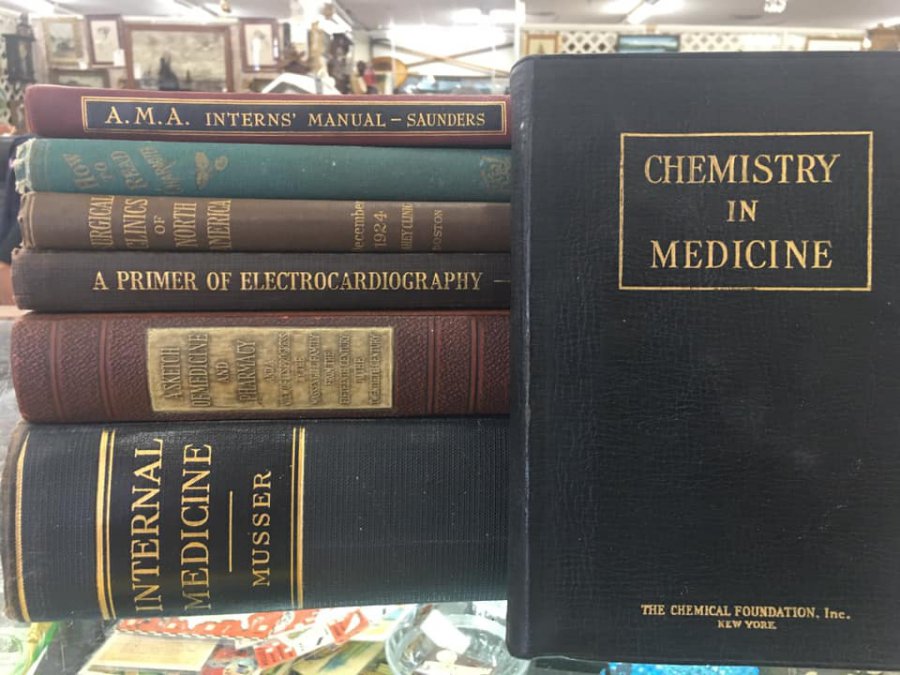 A.M.A. INTERNS' MANUAL – SAUNDERS
HOW
TO
READ
SURGICAL
CLINICS
OF
NORTH
AMERICA
December
1924
BOSTON
A PRIMER OF ELECTROCARDIOGRAPHY –
A SKETCH
OF MEDICINE
AND
PHARMACY
INTERNAL
MEDICINE
MUSSER
CHEMISTRY
IN
MEDICINE
THE CHEMICAL FOUNDATION, Inc.
NEW YORK